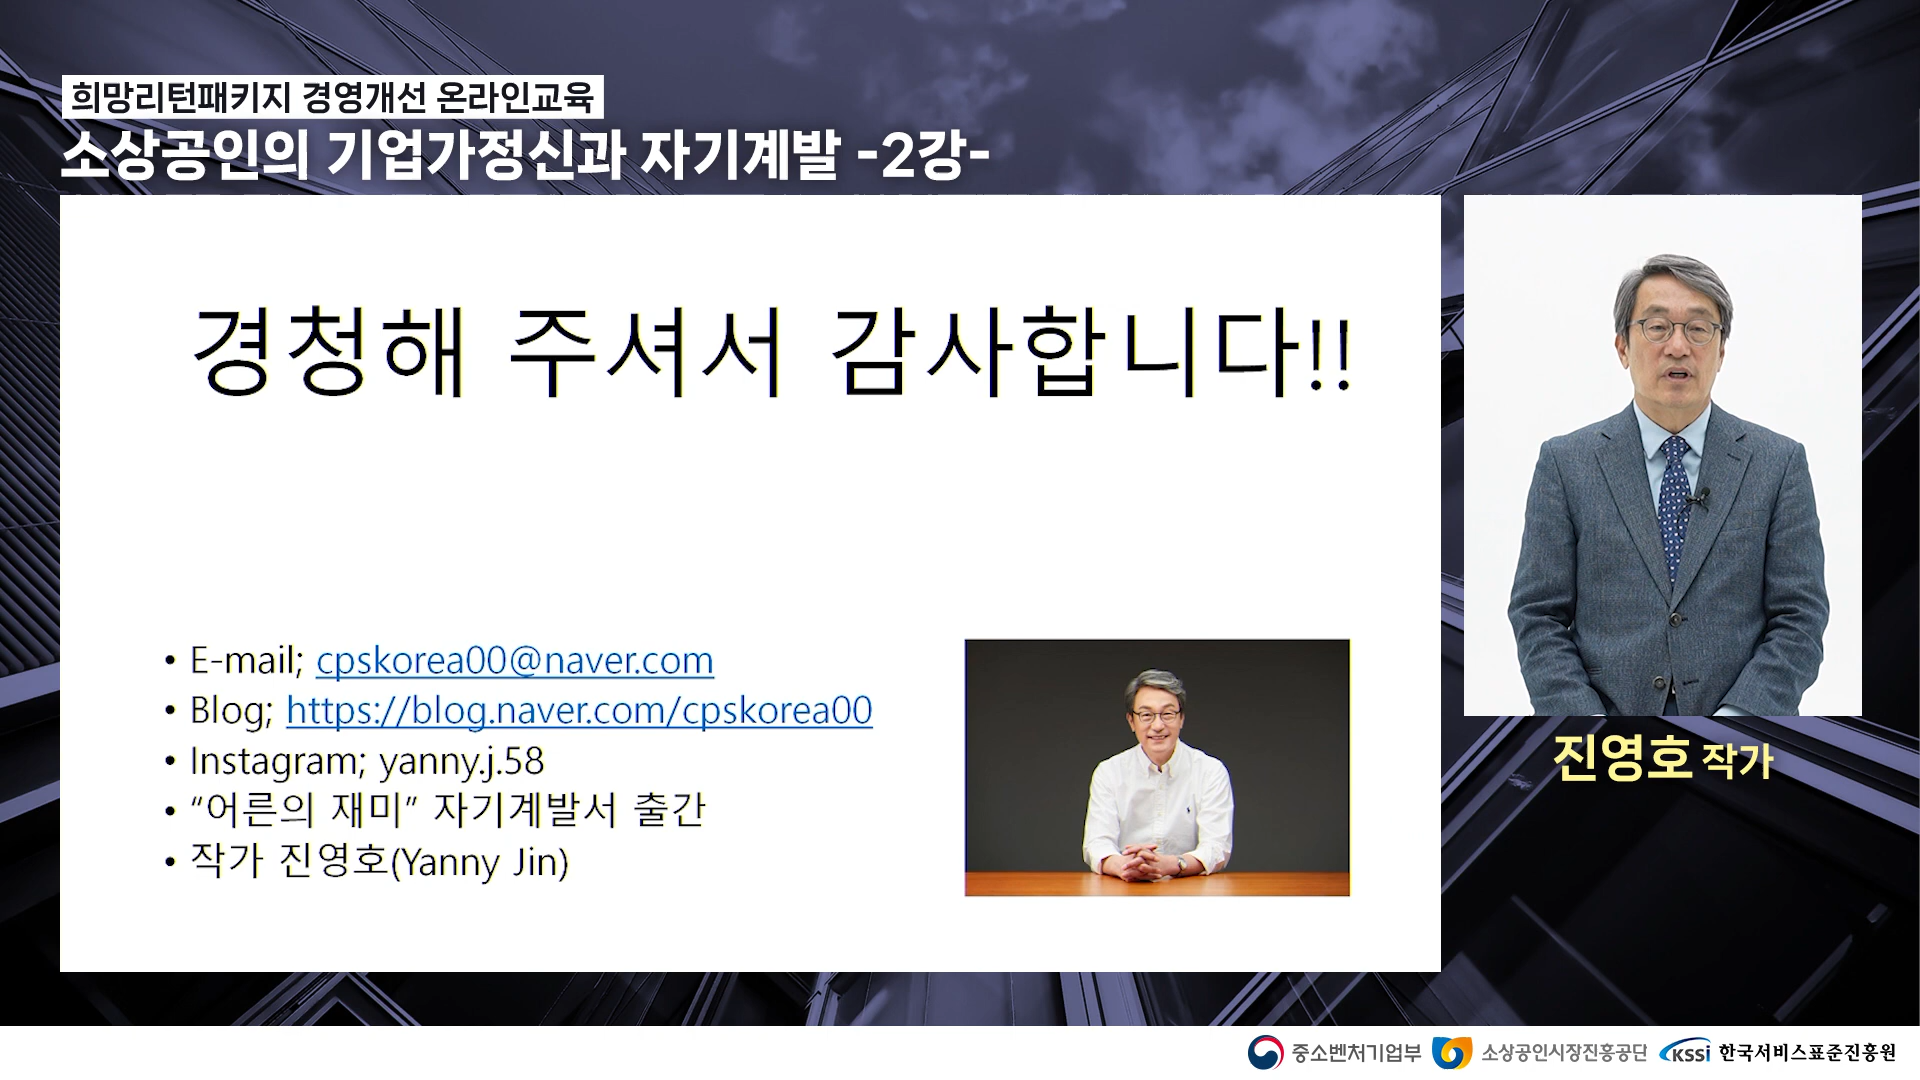 희망리턴패키지 경영개선 온라인교육
소상공인의 기업가정신과 자기계발 -2강-
경청해 주셔서 감사합니다!!
• E-mail; cpskorea00@naver.com
• Blog; https://blog.naver.com/cpskorea00
• Instagram; yanny.j.58
• “어른의 재미” 자기계발서 출간
• 작가 진영호(Yanny Jin)
진영호 작가
중소벤처기업부 소상공인시장진흥공단 KSSi 한국서비스표준진흥원